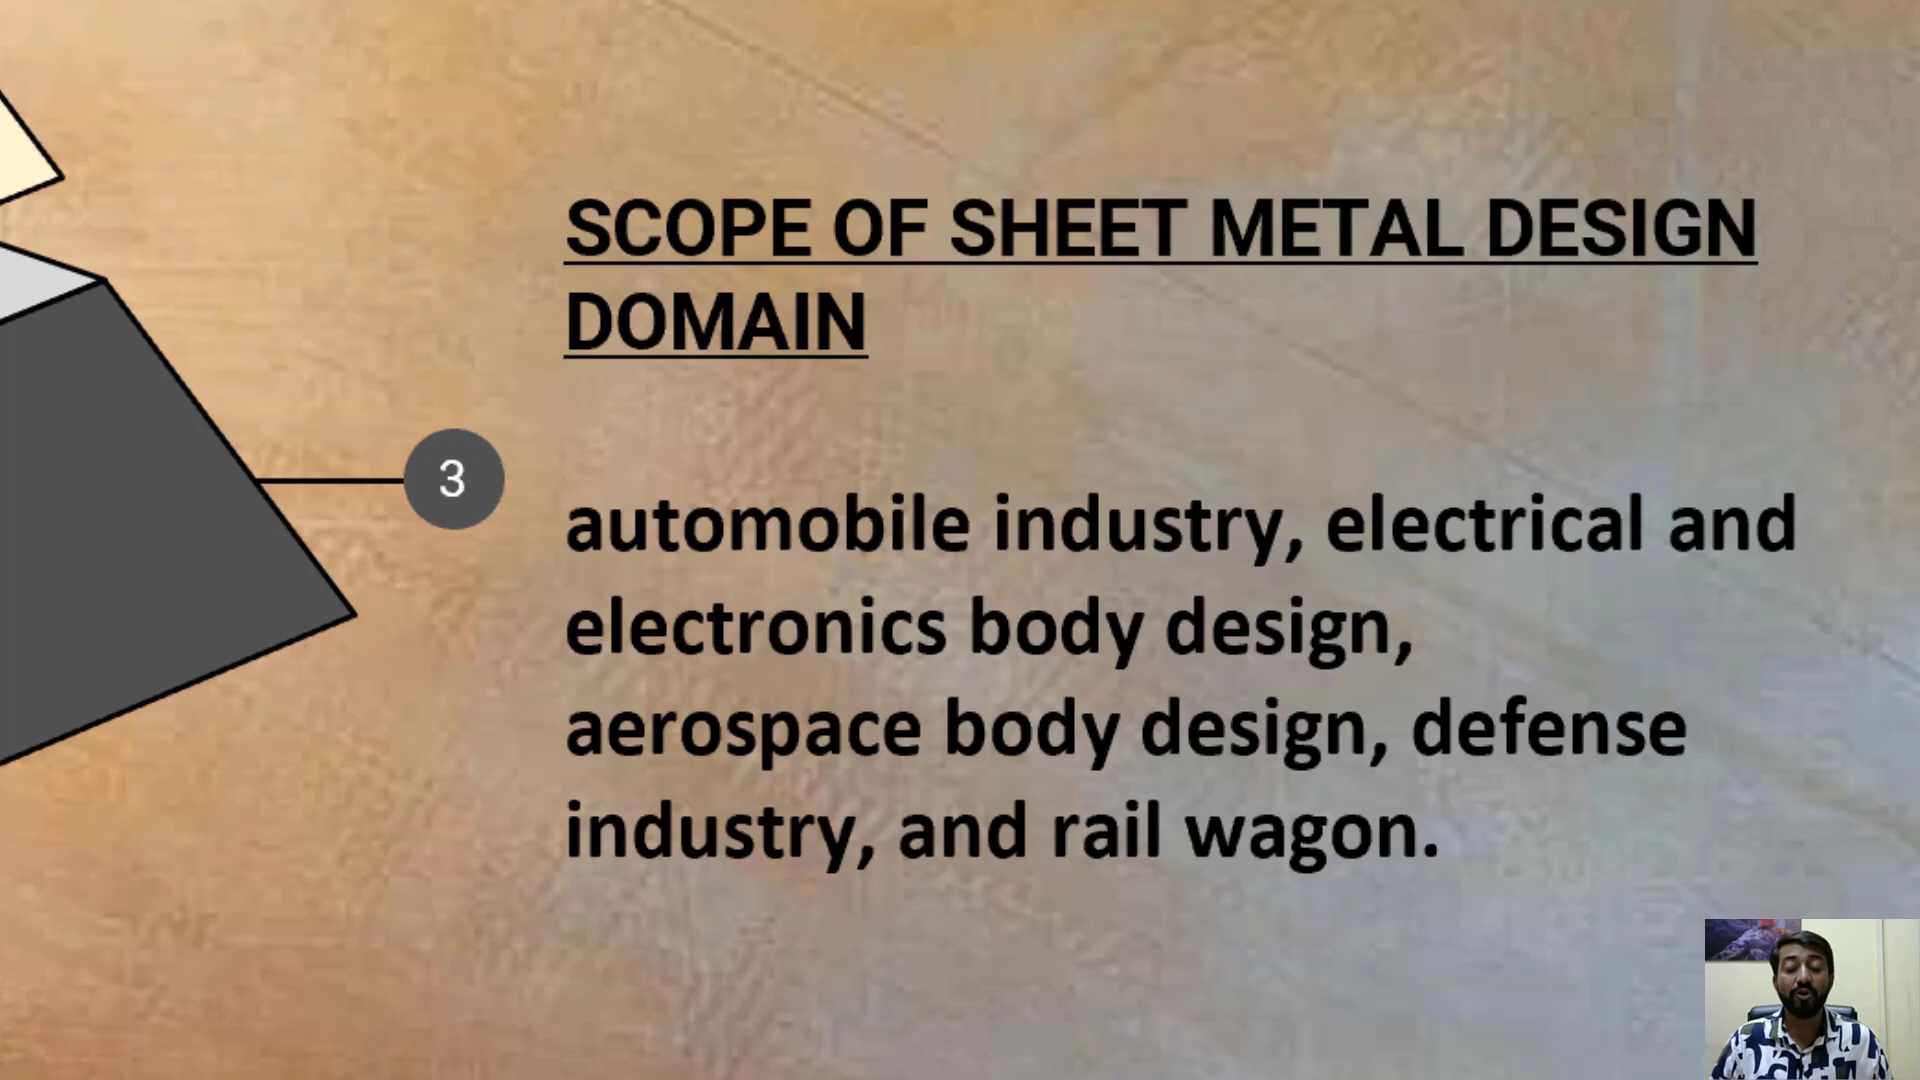 SCOPE OF SHEET METAL DESIGN
DOMAIN
3
automobile industry, electrical and
electronics body design,
aerospace body design, defense
industry, and rail wagon.